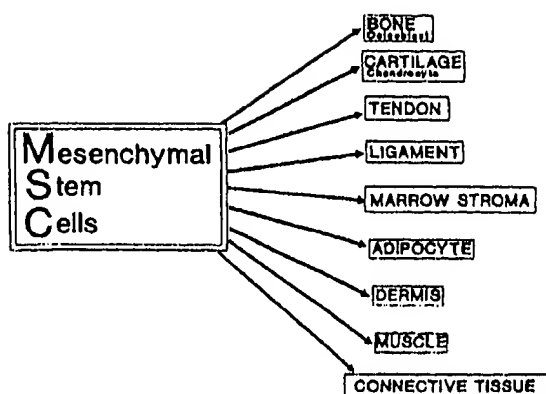 Mesenchymal
Stem
Cells
BONE
Osteoblast
CARTILAGE
Chondrocyte
TENDON
LIGAMENT
MARROW STROMA
ADIPOCYTE
DERMIS
MUSCLE
CONNECTIVE TISSUE